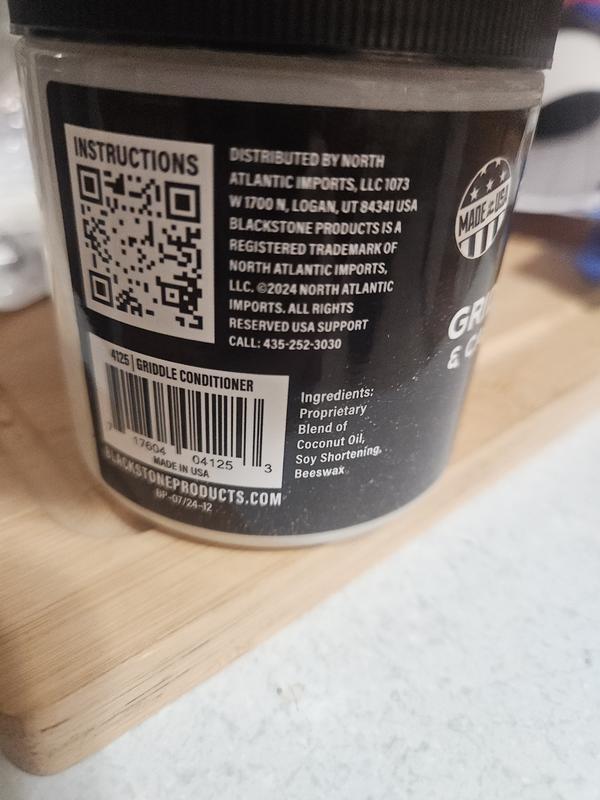 INSTRUCTIONS
DISTRIBUTED BY NORTH
ATLANTIC IMPORTS, LLC 1073
W 1700 N, LOGAN, UT 84341 USA
BLACKSTONE PRODUCTS IS A
REGISTERED TRADEMARK OF
NORTH ATLANTIC IMPORTS,
LLC. ©2024 NORTH ATLANTIC
IMPORTS. ALL RIGHTS
RESERVED USA SUPPORT
CALL: 435-252-3030
MADE IN USA
4125 | GRIDDLE CONDITIONER
7 17604 04125 3
MADE IN USA
BLACKSTONEPRODUCTS.COM
BP-07/24-12
Ingredients:
Proprietary
Blend of
Coconut Oil,
Soy Shortening,
Beeswax.
GRI
& C